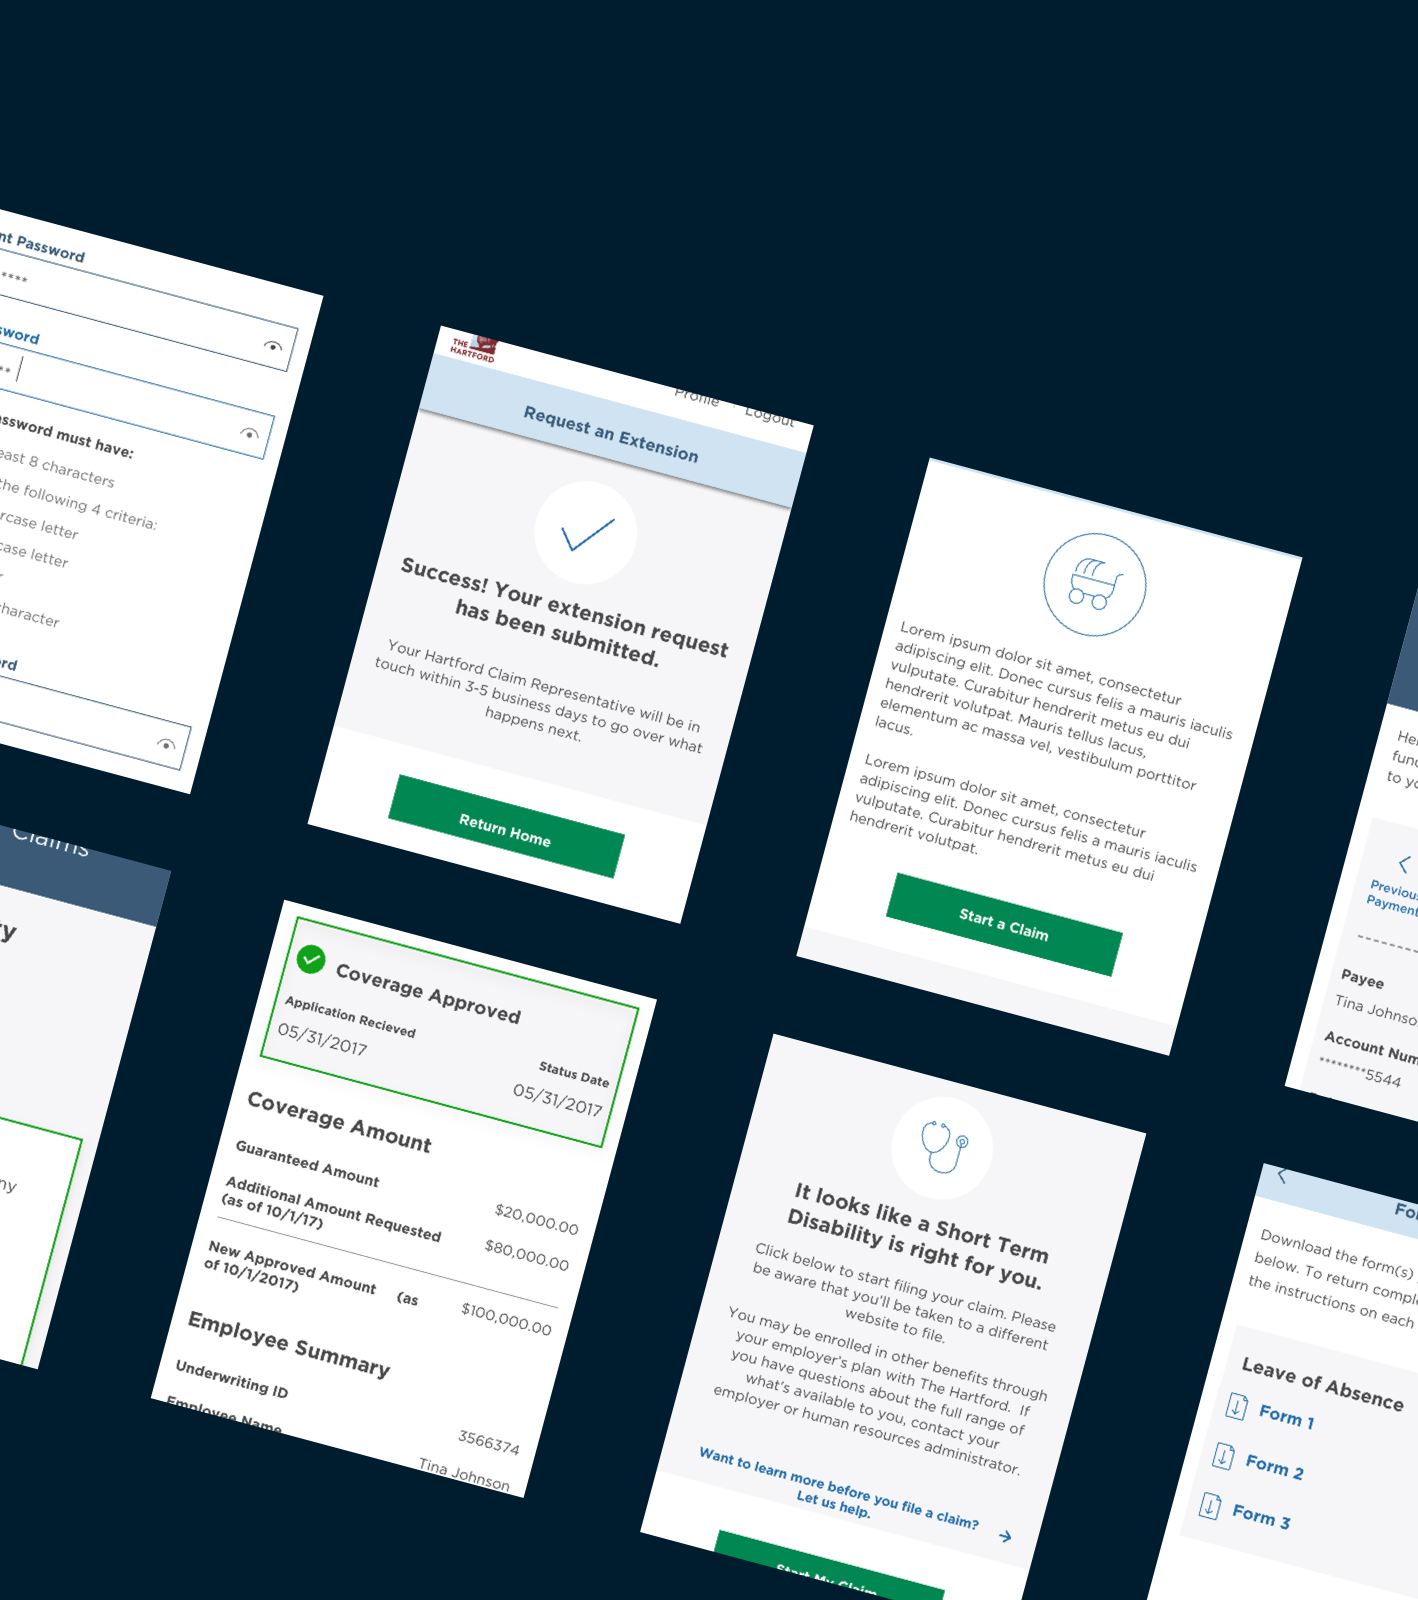 nt Password
****
sword
**
ssword must have:
east 8 characters
the following 4 criteria:
rcase letter
case letter
r
haracter
rd
THE
HARTFORD
Profile
Logout
Request an Extension
Success! Your extension request
has been submitted.
Your Hartford Claim Representative will be in
touch within 3-5 business days to go over what
happens next.
Return Home
Lorem ipsum dolor sit amet, consectetur
adipiscing elit. Donec cursus felis a mauris iaculis
vulputate. Curabitur hendrerit metus eu dui
hendrerit volutpat. Mauris tellus lacus,
elementum ac massa vel, vestibulum porttitor
lacus.
Lorem ipsum dolor sit amet, consectetur
adipiscing elit. Donec cursus felis a mauris iaculis
vulputate. Curabitur hendrerit metus eu dui
hendrerit volutpat.
Start a Claim
Her
func
to yo
Previous
Payment
Payee
Tina Johnso
Account Num
********5544
Claims
y
ny
Coverage Approved
Application Recieved
05/31/2017
Status Date
05/31/2017
Coverage Amount
Guaranteed Amount
$20,000.00
Additional Amount Requested
(as of 10/1/17)
$80,000.00
New Approved Amount (as
of 10/1/2017)
$100,000.00
Employee Summary
Underwriting ID
3566374
Employee Name
Tina Johnson
It looks like a Short Term
Disability is right for you.
Click below to start filing your claim. Please
be aware that you'll be taken to a different
website to file.
You may be enrolled in other benefits through
your employer's plan with The Hartford. If
you have questions about the full range of
what's available to you, contact your
employer or human resources administrator.
Want to learn more before you file a claim?
Let us help.
Start My Claim
For
Download the form(s)
below. To return comple
the instructions on each
Leave of Absence
Form 1
Form 2
Form 3